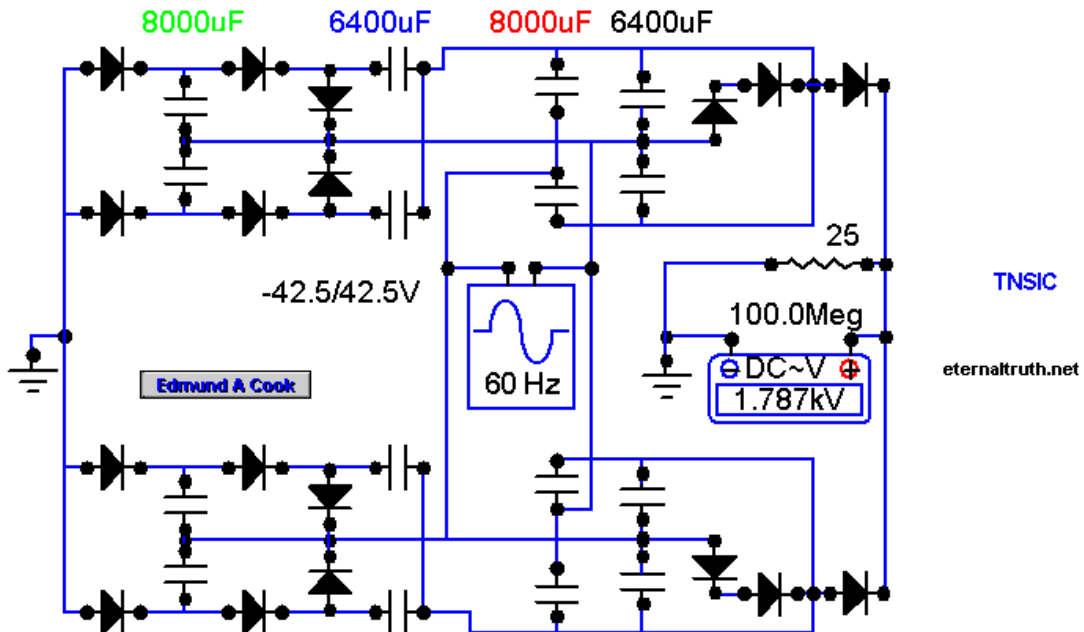 8000uF 6400uF 8000uF 6400uF
25
-42.5/42.5V
TNSIC
100.0Meg
60 Hz
DC~V
eternaltruth.net
Edmund A Cook
1.787kV